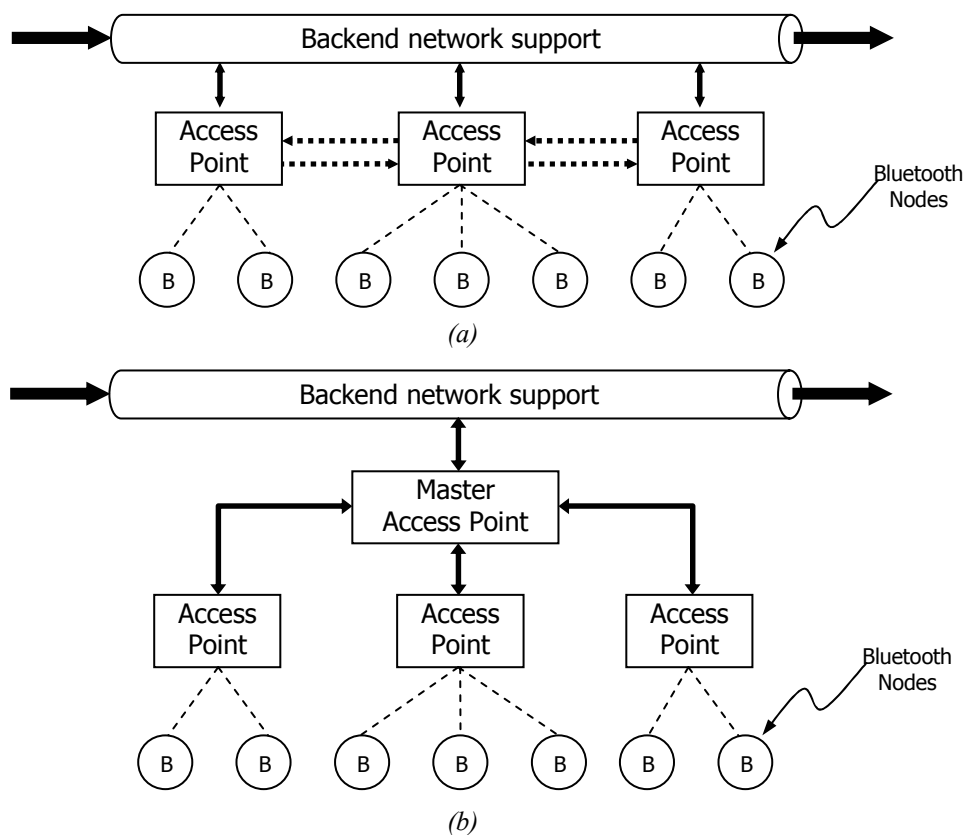 Backend network support
Access
Point
Access
Point
Access
Point
Bluetooth
Nodes
B
B
B
B
B
B
B
(a)
Backend network support
Master
Access Point
Access
Point
Access
Point
Access
Point
Bluetooth
Nodes
B
B
B
B
B
B
B
(b)